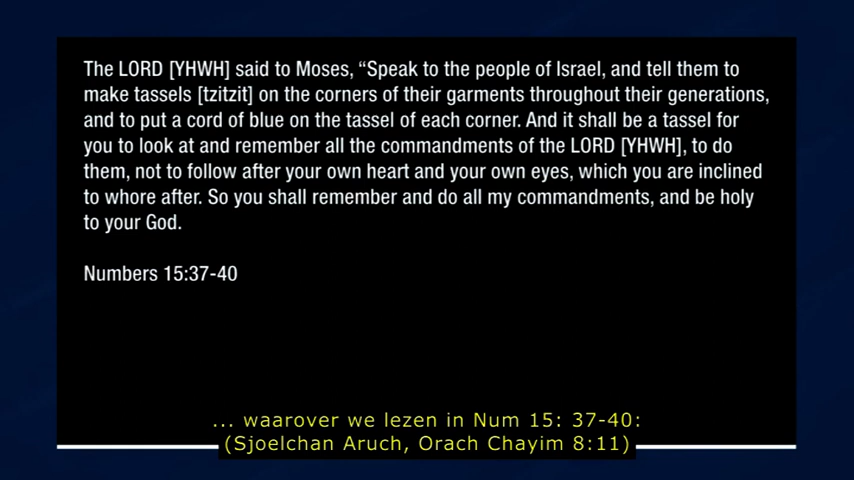 The LORD [YHWH] said to Moses, “Speak to the people of Israel, and tell them to
make tassels [tzitzit] on the corners of their garments throughout their generations,
and to put a cord of blue on the tassel of each corner. And it shall be a tassel for
you to look at and remember all the commandments of the LORD [YHWH], to do
them, not to follow after your own heart and your own eyes, which you are inclined
to whore after. So you shall remember and do all my commandments, and be holy
to your God.
Numbers 15:37-40
... waarover we lezen in Num 15: 37-40:
(Sjoelchan Aruch, Orach Chayim 8:11)